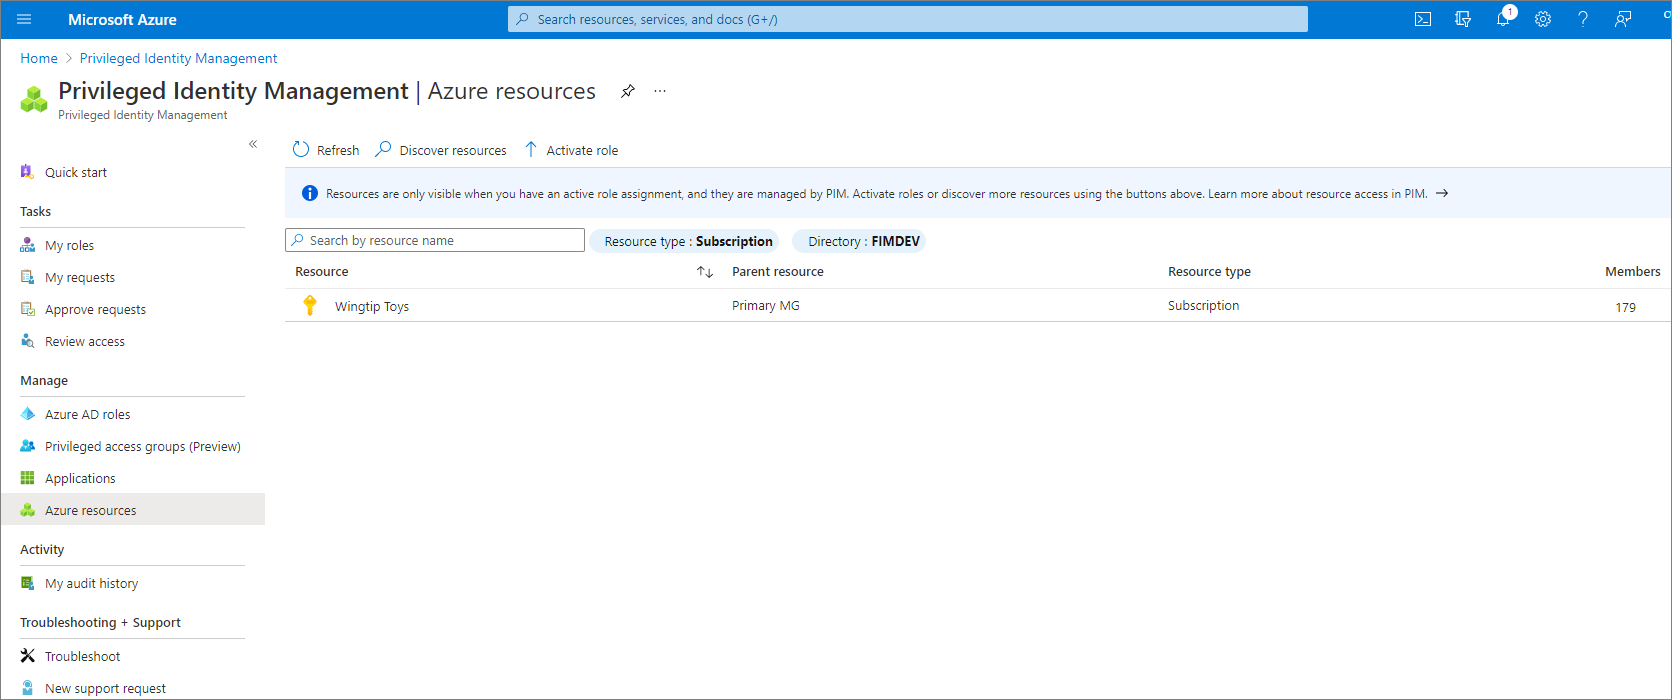 Microsoft Azure
Search resources, services, and docs (G+/)
1
Home > Privileged Identity Management
Privileged Identity Management | Azure resources
...
Privileged Identity Management
«
Quick start
Tasks
My roles
My requests
Approve requests
Review access
Manage
Azure AD roles
Privileged access groups (Preview)
Applications
Azure resources
Activity
My audit history
Troubleshooting + Support
Troubleshoot
New support request
Refresh Discover resources Activate role
Resources are only visible when you have an active role assignment, and they are managed by PIM. Activate roles or discover more resources using the buttons above. Learn more about resource access in PIM. →
Search by resource name Resource type : Subscription Directory : FIMDEV
Resource ↑↓ Parent resource Resource type Members
Wingtip Toys Primary MG Subscription 179